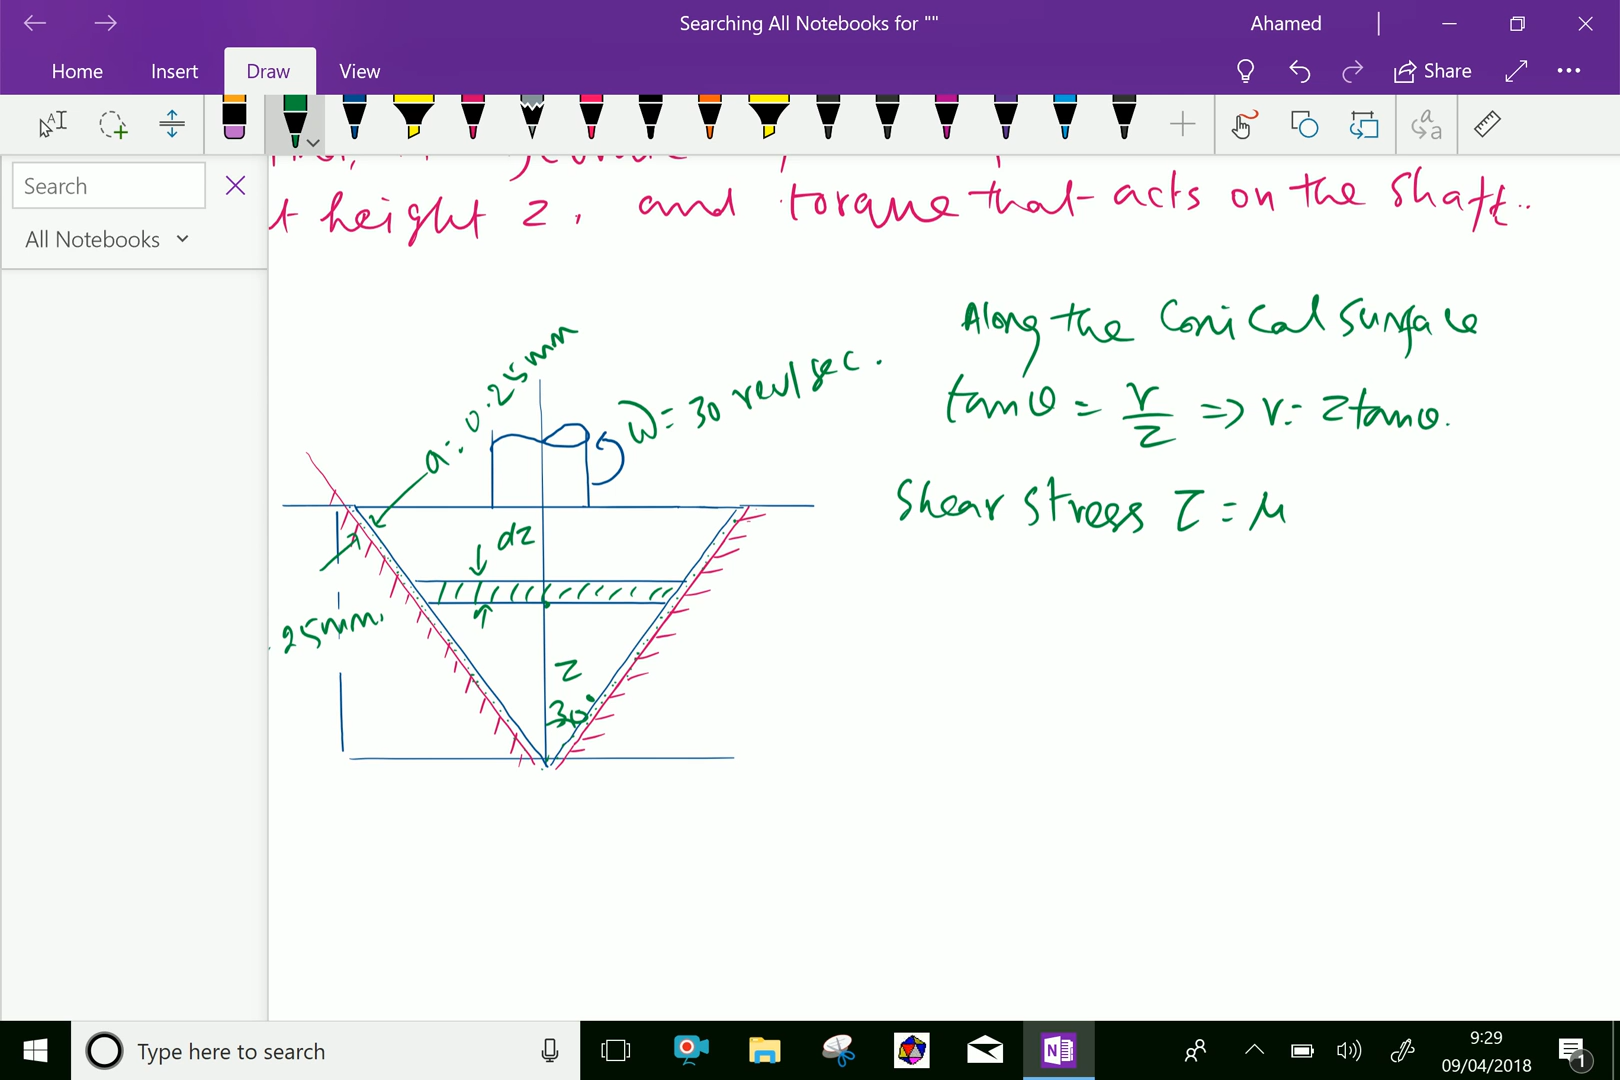 Searching All Notebooks for ""
Ahamed
Home
Insert
Draw
View
Share
Search
All Notebooks
t height z, and torque that acts on the shaft..
a = 0.25mm
ω = 30 rev/sec.
Along the Conical Surface
tanθ = r/z => r = z tanθ.
Shear stress τ = μ
dz
25mm.
z
30°
Type here to search
9:29
09/04/2018
1